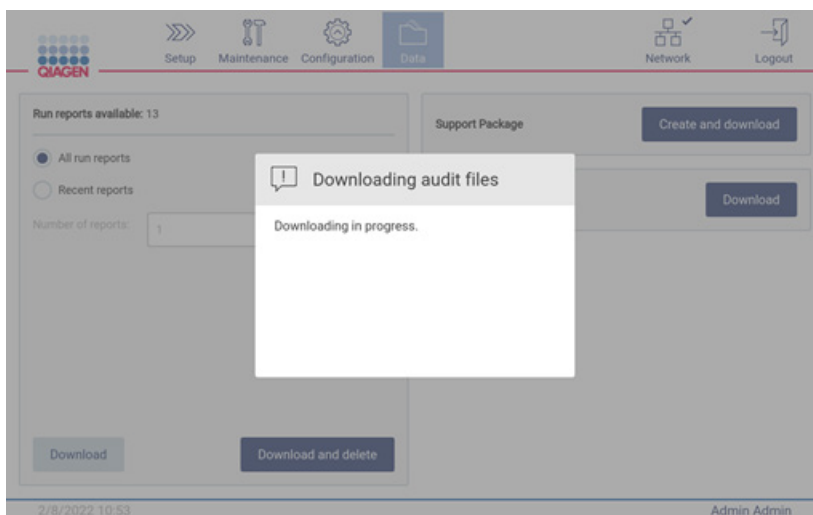 QIAGEN
Setup
Maintenance
Configuration
Data
Network
Logout
Run reports available: 13
All run reports
Recent reports
Number of reports:
1
Download
Download and delete
Support Package
Create and download
Download
Downloading audit files
Downloading in progress.
2/8/2022 10:53
Admin Admin